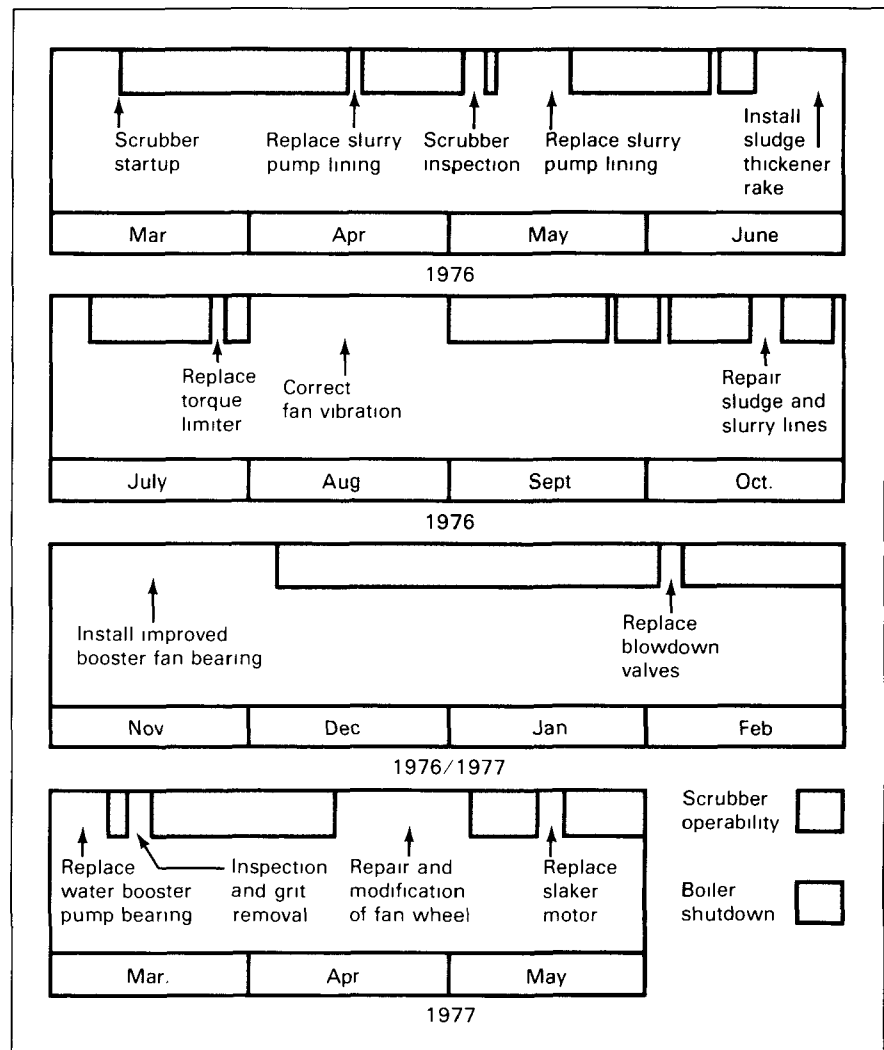 Scrubber
startup
Replace slurry
pump lining
Scrubber
inspection
Replace slurry
pump lining
Install
sludge
thickener
rake
Mar
Apr
May
June
1976
Replace
torque
limiter
Correct
fan vibration
Repair
sludge and
slurry lines
July
Aug
Sept
Oct.
1976
Install improved
booster fan bearing
Replace
blowdown
valves
Nov
Dec
Jan
Feb
1976/1977
Replace
water booster
pump bearing
Inspection
and grit
removal
Repair and
modification
of fan wheel
Replace
slaker
motor
Mar.
Apr
May
1977
Scrubber
operability
Boiler
shutdown